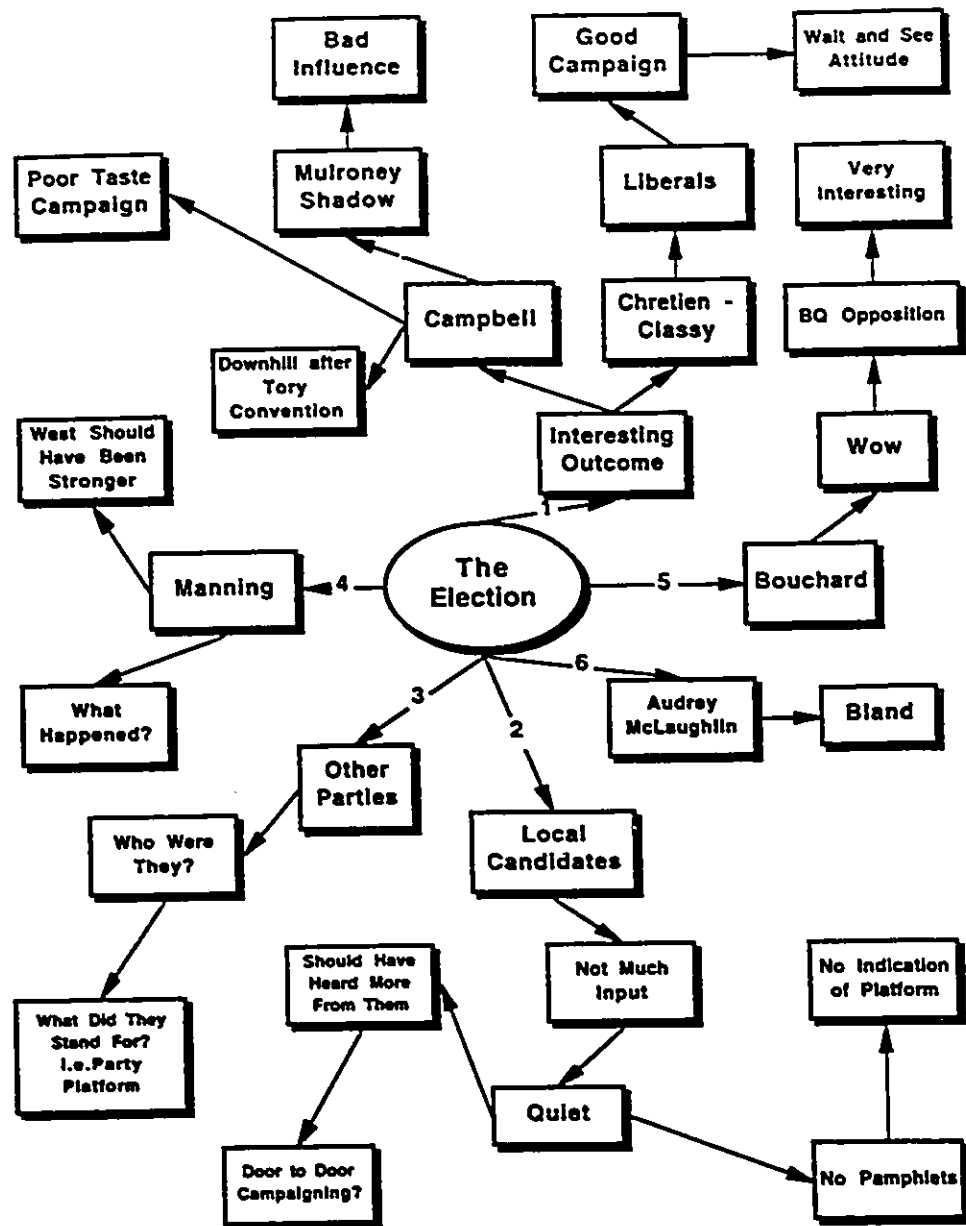 Bad
Influence
Good
Campaign
Wait and See
Attitude
Poor Taste
Campaign
Mulroney
Shadow
Liberals
Very
Interesting
Campbell
Chretien -
Classy
BQ Opposition
Downhill after
Tory
Convention
West Should
Have Been
Stronger
Interesting
Outcome
Wow
1
The
Election
Manning
4
5
Bouchard
6
3
2
What
Happened?
Audrey
McLaughlin
Bland
Other
Parties
Who Were
They?
Local
Candidates
Should Have
Heard More
From Them
Not Much
Input
No Indication
of Platform
What Did They
Stand For?
i.e.Party
Platform
Quiet
Door to Door
Campaigning?
No Pamphlets